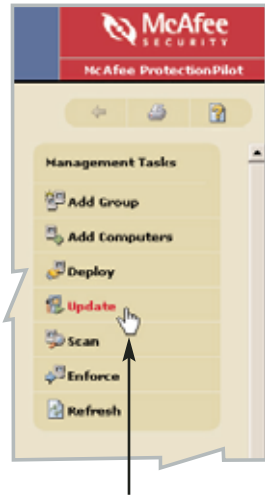 McAfee
SECURITY
McAfee ProtectionPilot
Management Tasks
Add Group
Add Computers
Deploy
Update
Scan
Enforce
Refresh